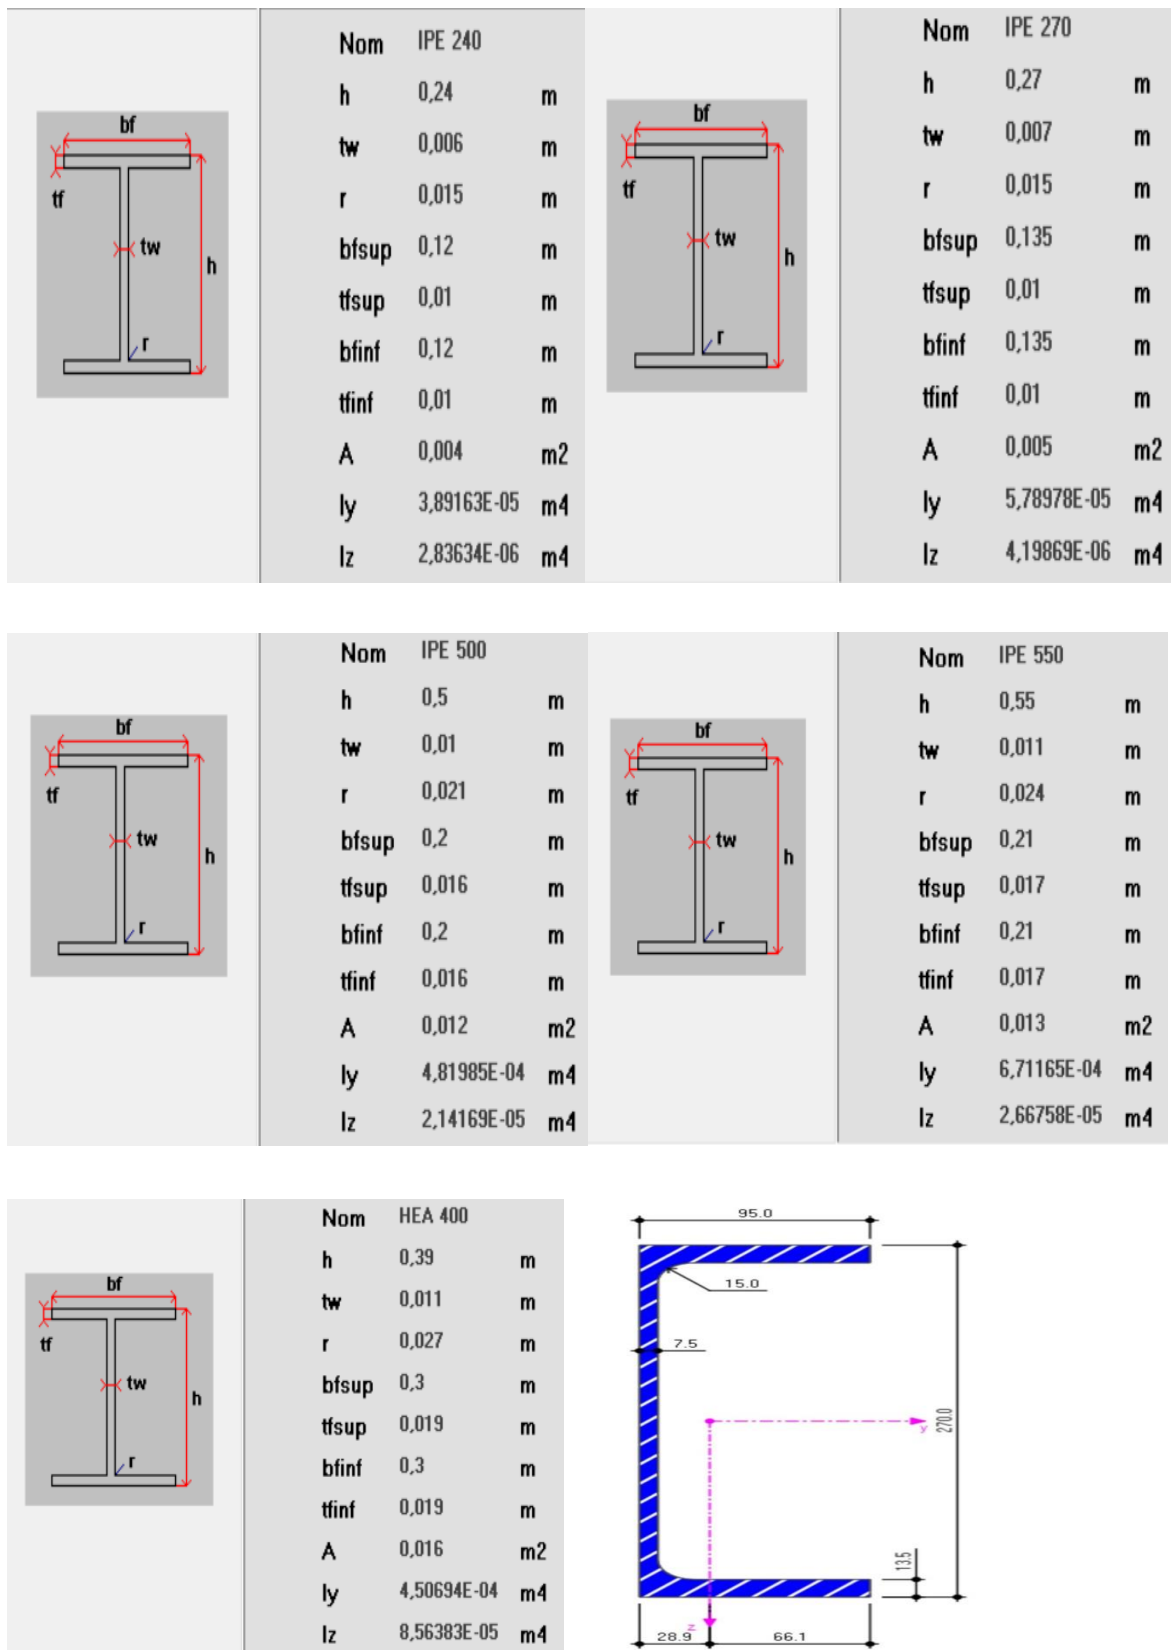 Nom IPE 240
h 0,24 m
tw 0,006 m
r 0,015 m
bfsup 0,12 m
tfsup 0,01 m
bfinf 0,12 m
tfinf 0,01 m
A 0,004 m2
Iy 3,89163E-05 m4
Iz 2,83634E-06 m4
bf
tf
tw
h
r
Nom IPE 270
h 0,27 m
tw 0,007 m
r 0,015 m
bfsup 0,135 m
tfsup 0,01 m
bfinf 0,135 m
tfinf 0,01 m
A 0,005 m2
Iy 5,78978E-05 m4
Iz 4,19869E-06 m4
bf
tf
tw
h
r
Nom IPE 500
h 0,5 m
tw 0,01 m
r 0,021 m
bfsup 0,2 m
tfsup 0,016 m
bfinf 0,2 m
tfinf 0,016 m
A 0,012 m2
Iy 4,81985E-04 m4
Iz 2,14169E-05 m4
bf
tf
tw
h
r
Nom IPE 550
h 0,55 m
tw 0,011 m
r 0,024 m
bfsup 0,21 m
tfsup 0,017 m
bfinf 0,21 m
tfinf 0,017 m
A 0,013 m2
Iy 6,71165E-04 m4
Iz 2,66758E-05 m4
bf
tf
tw
h
r
Nom HEA 400
h 0,39 m
tw 0,011 m
r 0,027 m
bfsup 0,3 m
tfsup 0,019 m
bfinf 0,3 m
tfinf 0,019 m
A 0,016 m2
Iy 4,50694E-04 m4
Iz 8,56383E-05 m4
bf
tf
tw
h
r
95.0
15.0
7.5
y
270.0
13.5
z
28.9 66.1